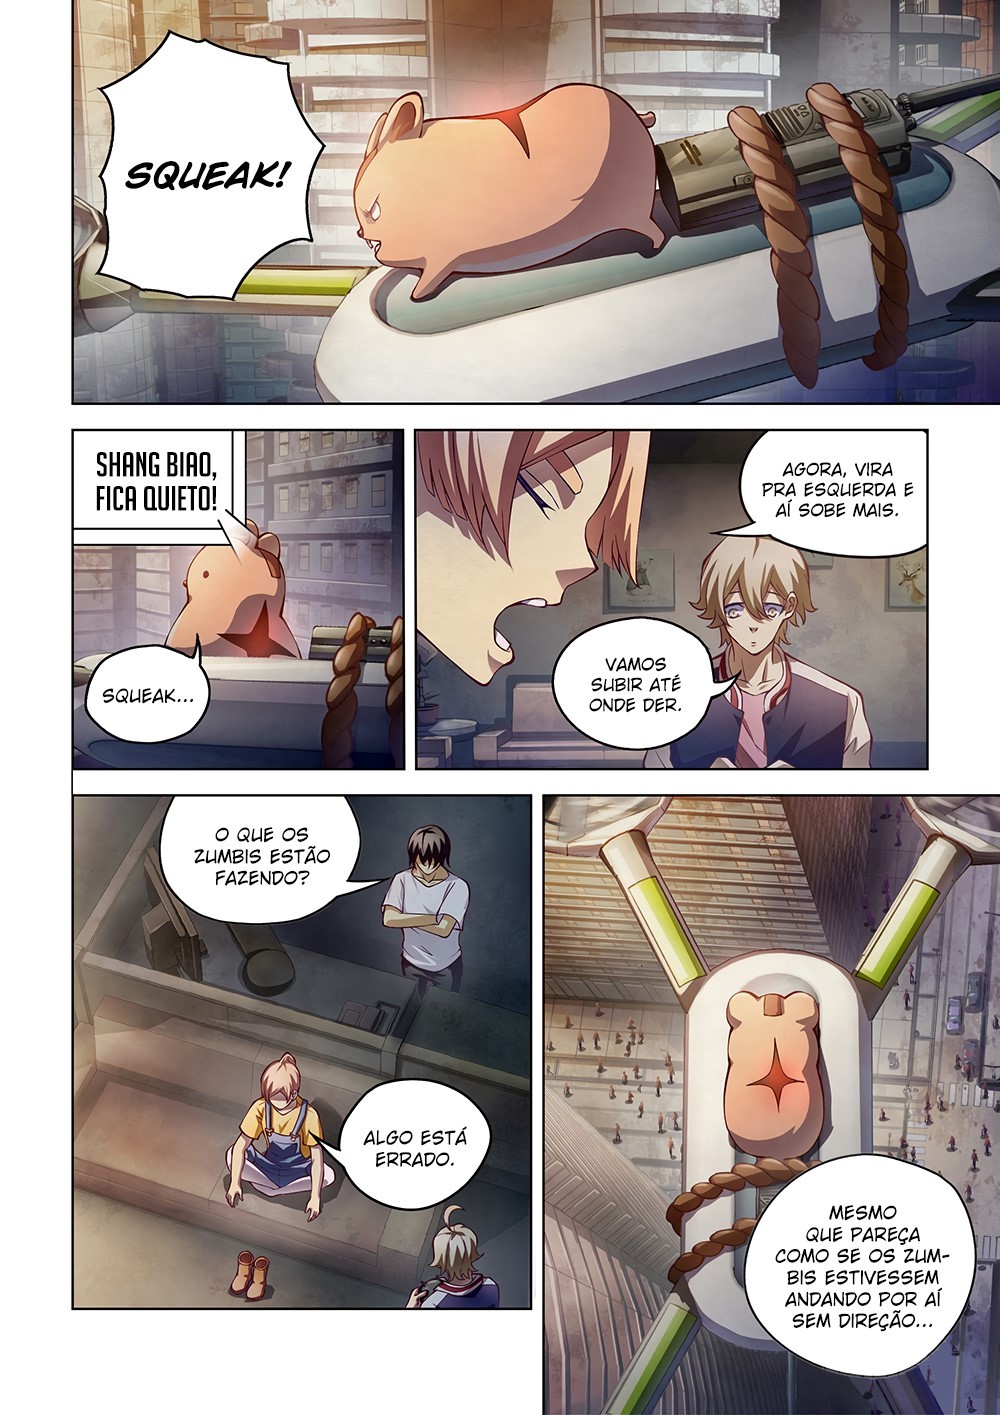 SQUEAK!
SHANG BIAO,
FICA QUIETO!
SQUEAK...
AGORA, VIRA
PRA ESQUERDA E
AÍ SOBE MAIS.
VAMOS
SUBIR ATÉ
ONDE DER.
O QUE OS
ZUMBIS ESTÃO
FAZENDO?
ALGO ESTÁ
ERRADO.
MESMO
QUE PAREÇA
COMO SE OS ZUM-
BIS ESTIVESSEM
ANDANDO POR AÍ
SEM DIREÇÃO...